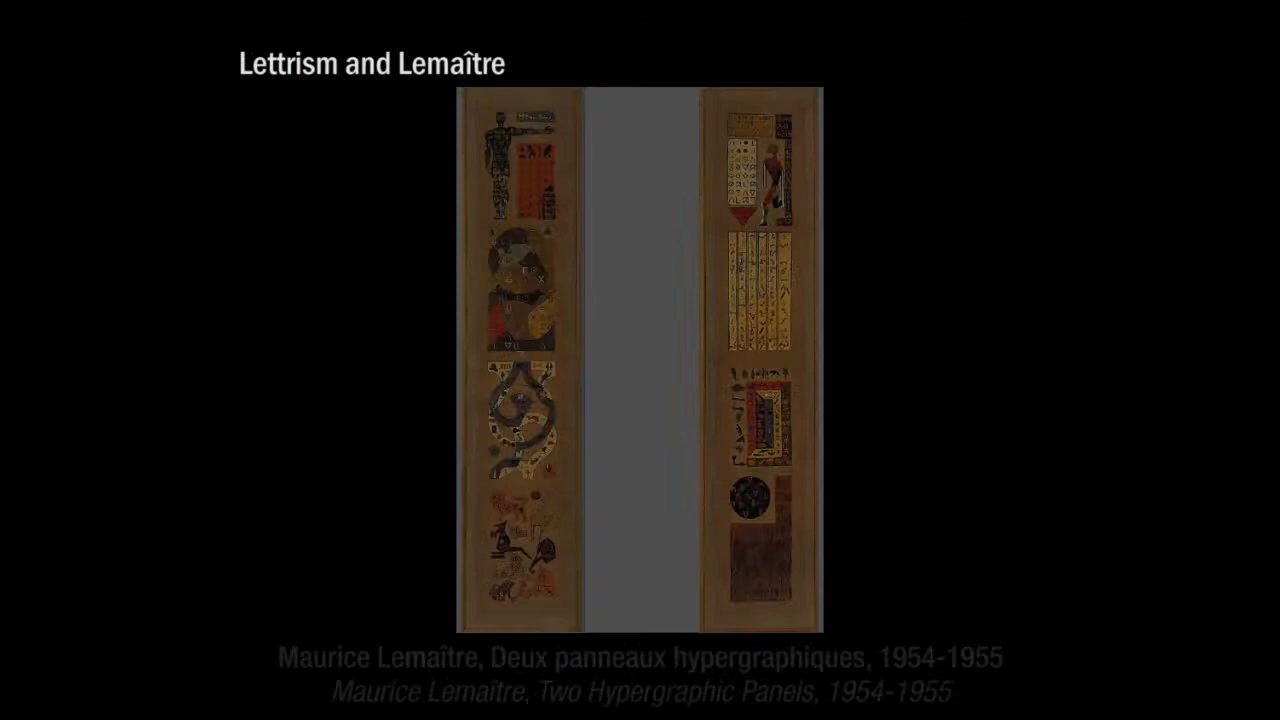 Lettrism and Lemaître
Maurice Lemaître, Deux panneaux hypergraphiques, 1954-1955
Maurice Lemaître, Two Hypergraphic Panels, 1954-1955